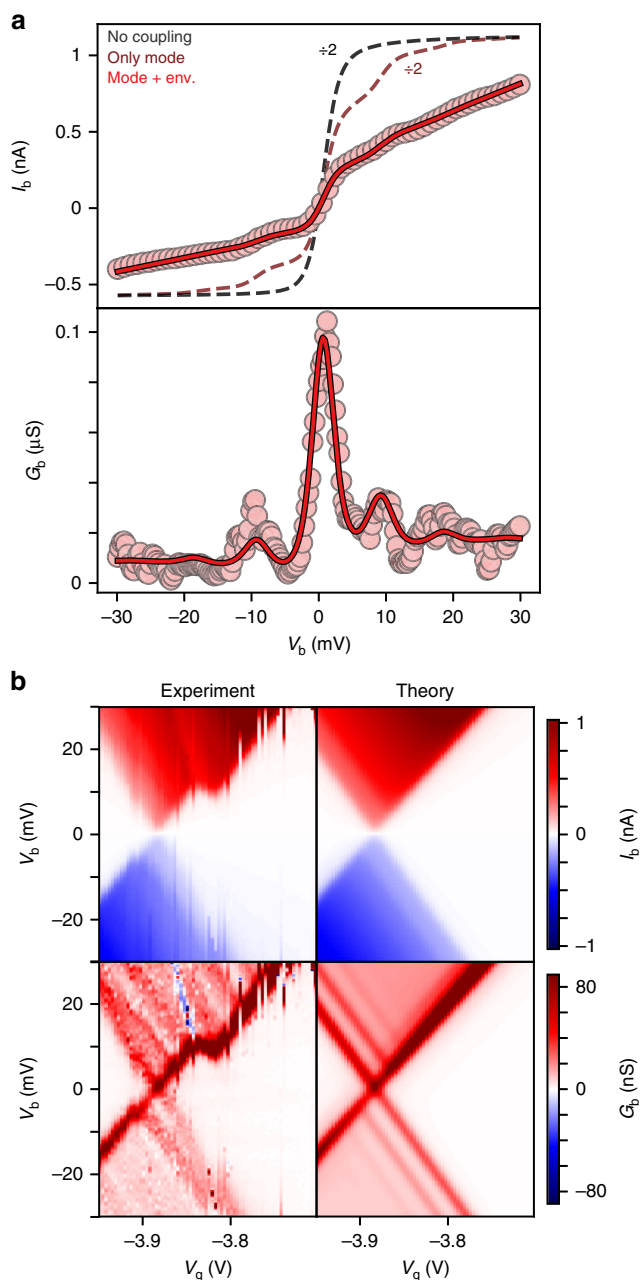 a
No coupling
Only mode
Mode + env.
÷2
÷2
1
0.5
0
−0.5
I_b (nA)
0.1
0
G_b (μS)
−30 −20 −10 0 10 20 30
V_b (mV)
b
Experiment Theory
20
0
−20
V_b (mV)
1
0
−1
I_b (nA)
20
0
−20
V_b (mV)
80
0
−80
G_b (nS)
−3.9 −3.8 −3.9 −3.8
V_g (V) V_g (V)